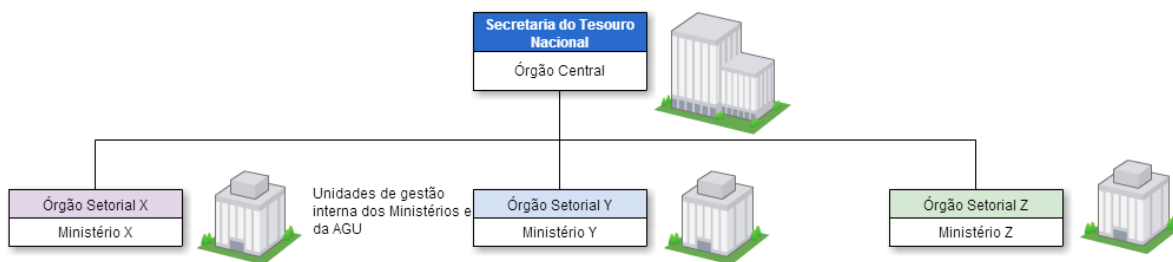 Secretaria do Tesouro
Nacional
Órgão Central
Órgão Setorial X
Ministério X
Unidades de gestão
interna dos Ministérios e
da AGU
Órgão Setorial Y
Ministério Y
Órgão Setorial Z
Ministério Z